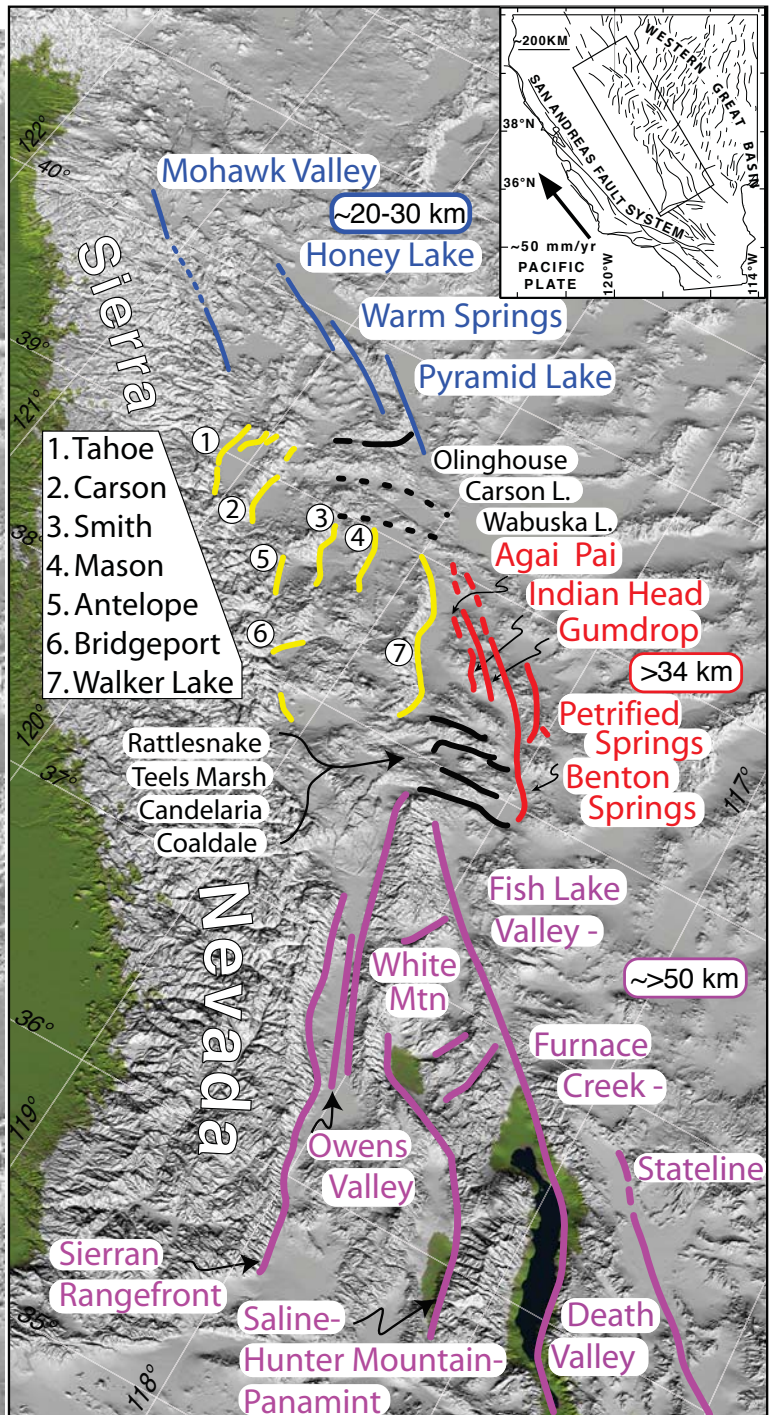 ~200KM
WESTERN GREAT BASIN
SAN ANDREAS FAULT SYSTEM
38°N
36°N
~50 mm/yr
PACIFIC
PLATE
120°W
114°W
122°
40°
Mohawk Valley
~20-30 km
Honey Lake
Warm Springs
Pyramid Lake
Sierra
39°
121°
1. Tahoe
2. Carson
3. Smith
4. Mason
5. Antelope
6. Bridgeport
7. Walker Lake
1
2
3
4
5
6
7
Olinghouse
Carson L.
Wabuska L.
Agai Pai
Indian Head
Gumdrop
>34 km
Petrified
Springs
Benton
Springs
38°
120°
37°
117°
Rattlesnake
Teels Marsh
Candelaria
Coaldale
Nevada
Fish Lake
Valley -
White
Mtn
~>50 km
Furnace
Creek -
36°
119°
Owens
Valley
Stateline
Sierran
Rangefront
Saline-
Hunter Mountain-
Panamint
Death
Valley
35°
118°